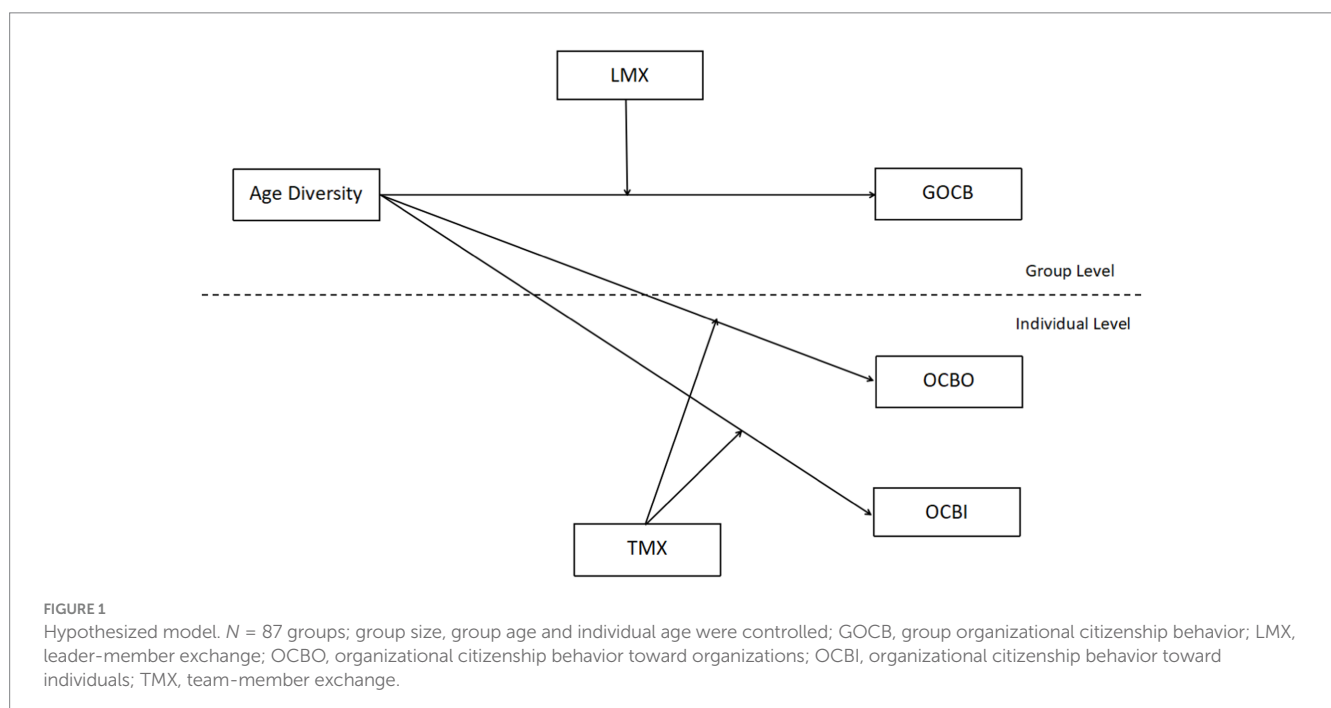 LMX
Age Diversity
GOCB
Group Level
Individual Level
OCBO
OCBI
TMX
FIGURE 1
Hypothesized model. N = 87 groups; group size, group age and individual age were controlled; GOCB, group organizational citizenship behavior; LMX,
leader-member exchange; OCBO, organizational citizenship behavior toward organizations; OCBI, organizational citizenship behavior toward
individuals; TMX, team-member exchange.